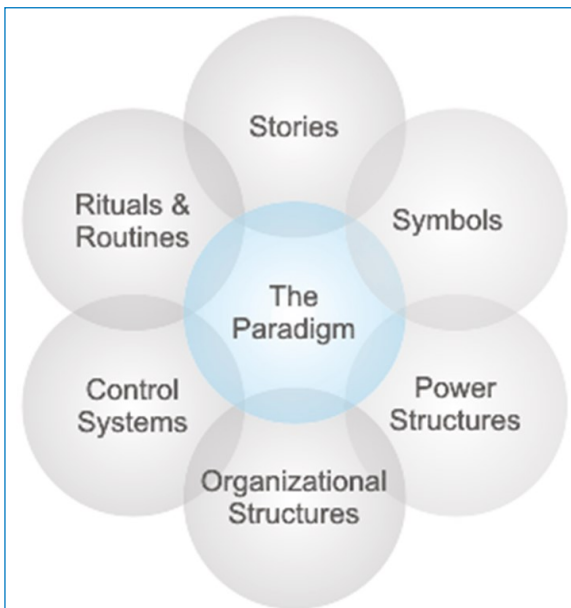 Stories
Rituals &
Routines
Symbols
The
Paradigm
Control
Systems
Power
Structures
Organizational
Structures